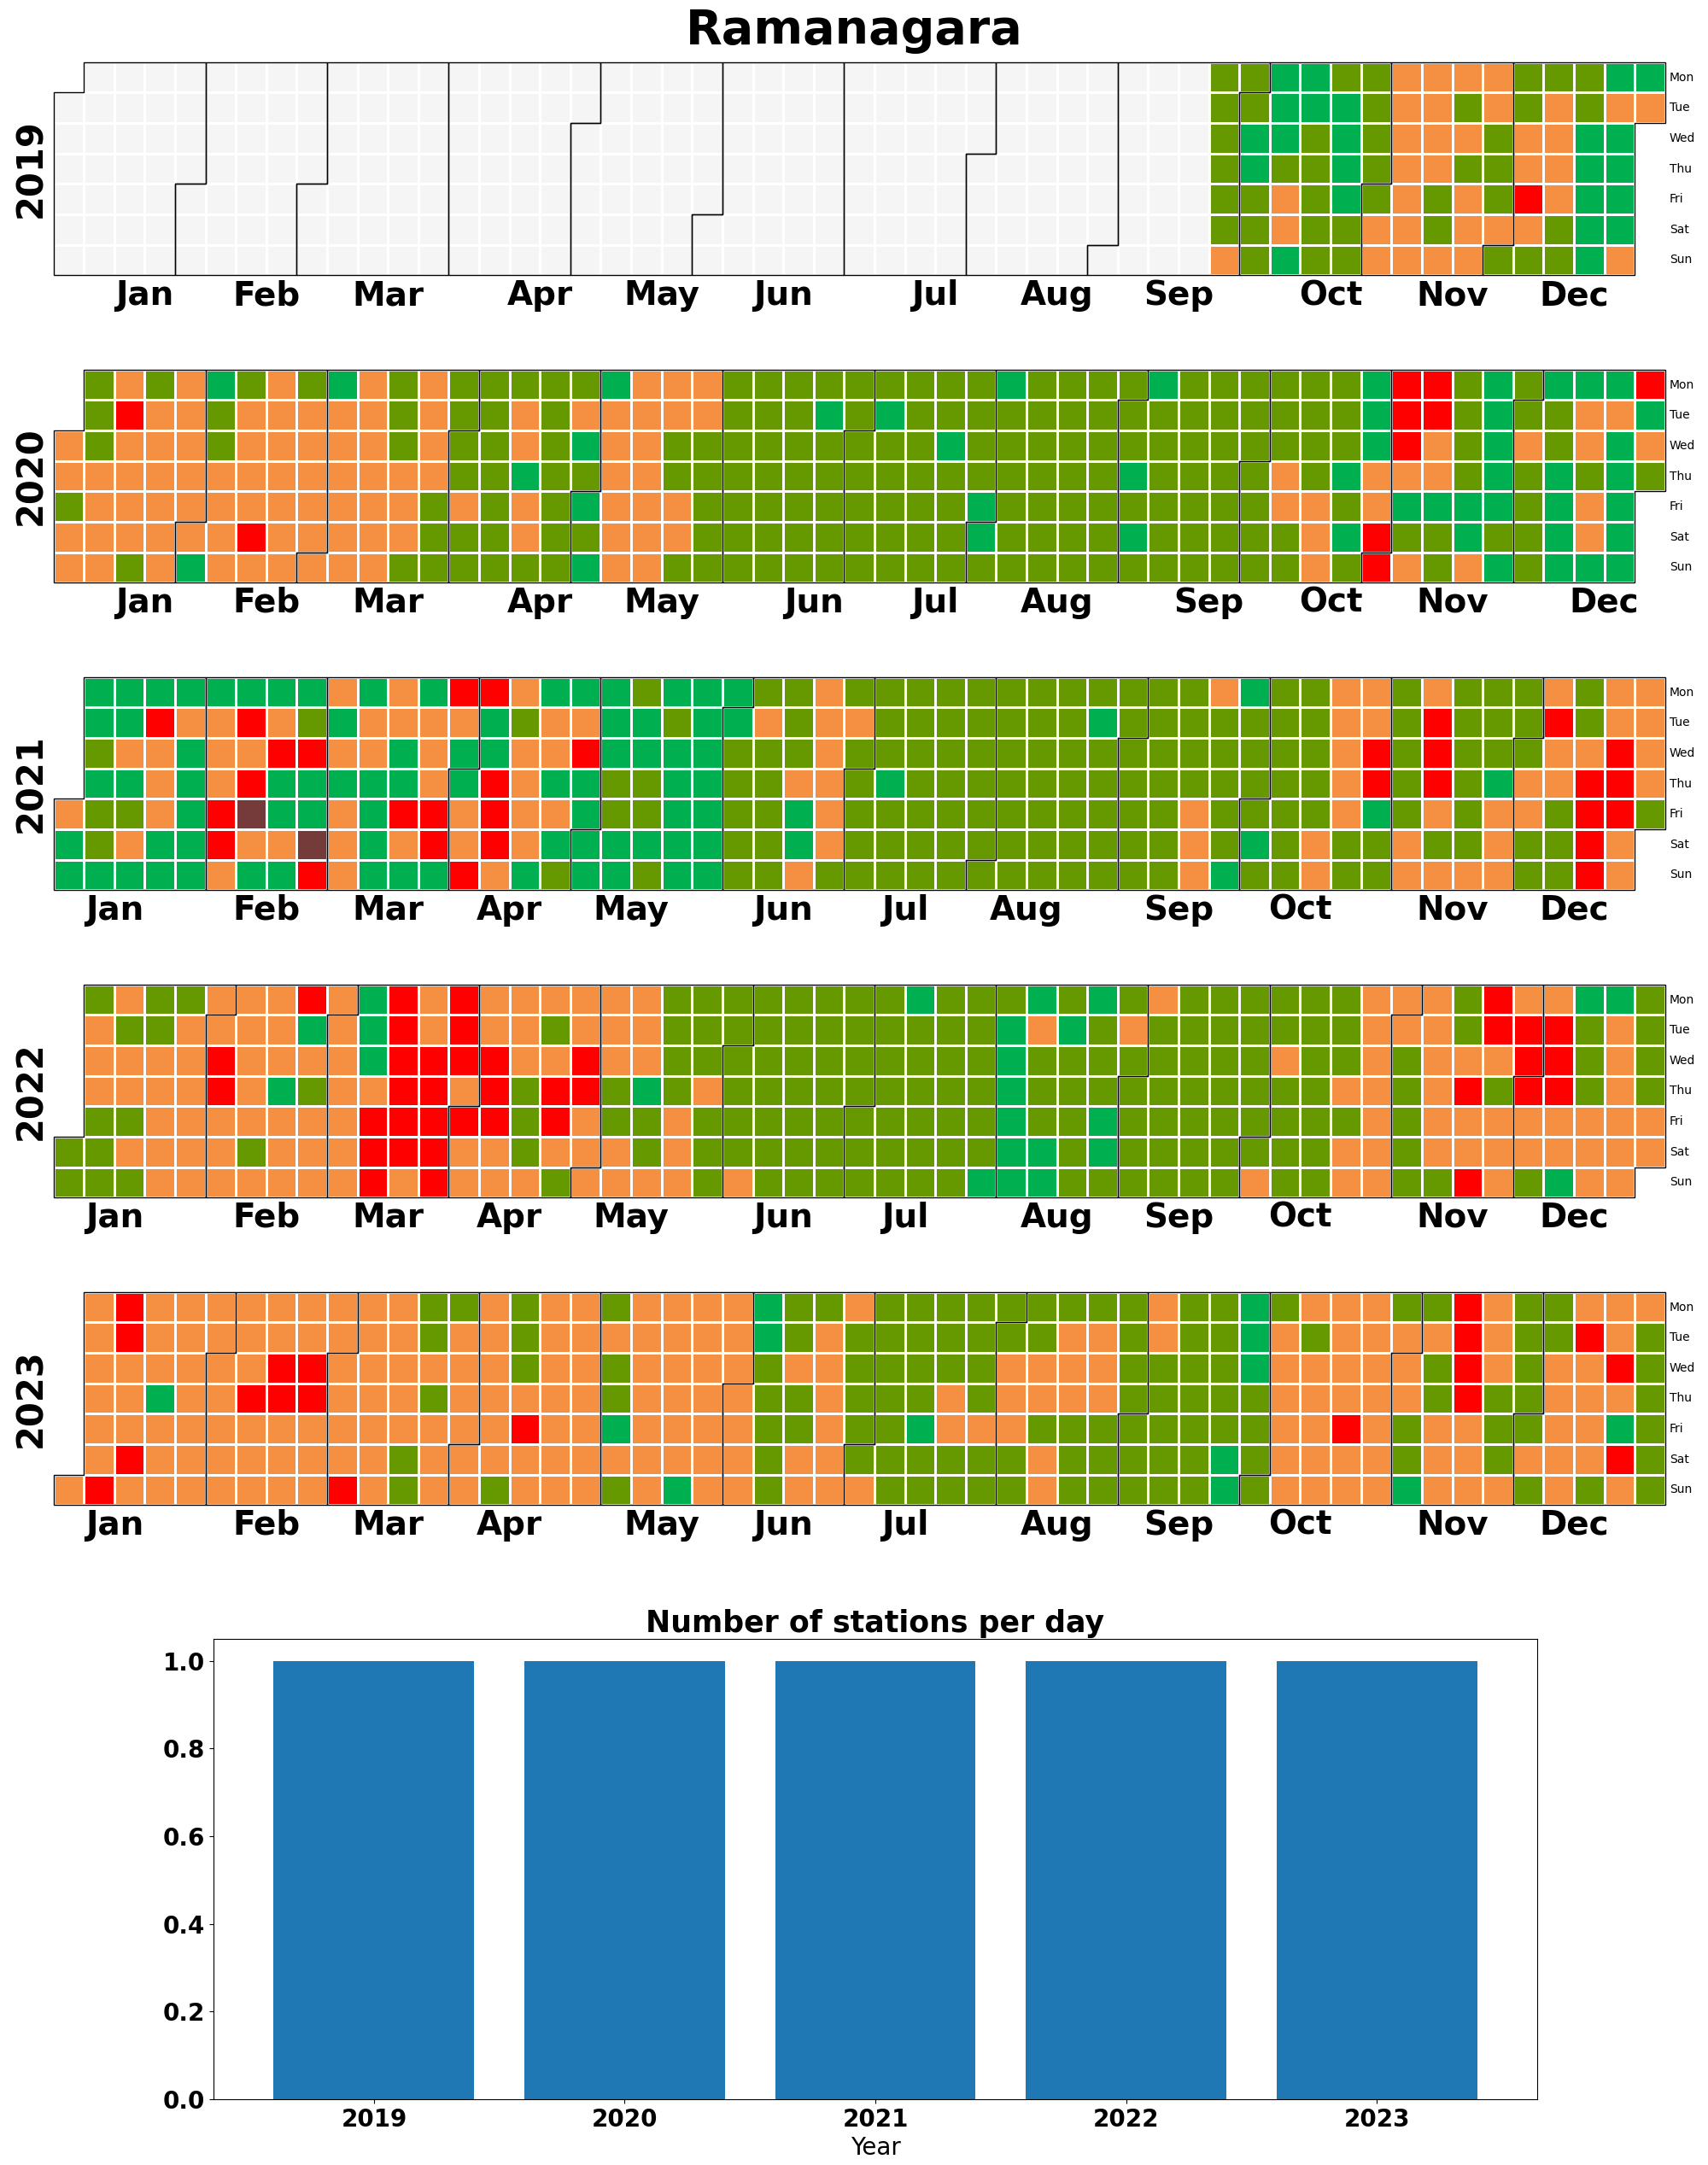 Ramanagara
2019
Mon
Tue
Wed
Thu
Fri
Sat
Sun
Jan Feb Mar Apr May Jun Jul Aug Sep Oct Nov Dec
2020
Mon
Tue
Wed
Thu
Fri
Sat
Sun
Jan Feb Mar Apr May Jun Jul Aug Sep Oct Nov Dec
2021
Mon
Tue
Wed
Thu
Fri
Sat
Sun
Jan Feb Mar Apr May Jun Jul Aug Sep Oct Nov Dec
2022
Mon
Tue
Wed
Thu
Fri
Sat
Sun
Jan Feb Mar Apr May Jun Jul Aug Sep Oct Nov Dec
2023
Mon
Tue
Wed
Thu
Fri
Sat
Sun
Jan Feb Mar Apr May Jun Jul Aug Sep Oct Nov Dec
Number of stations per day
1.0
0.8
0.6
0.4
0.2
0.0
2019 2020 2021 2022 2023
Year